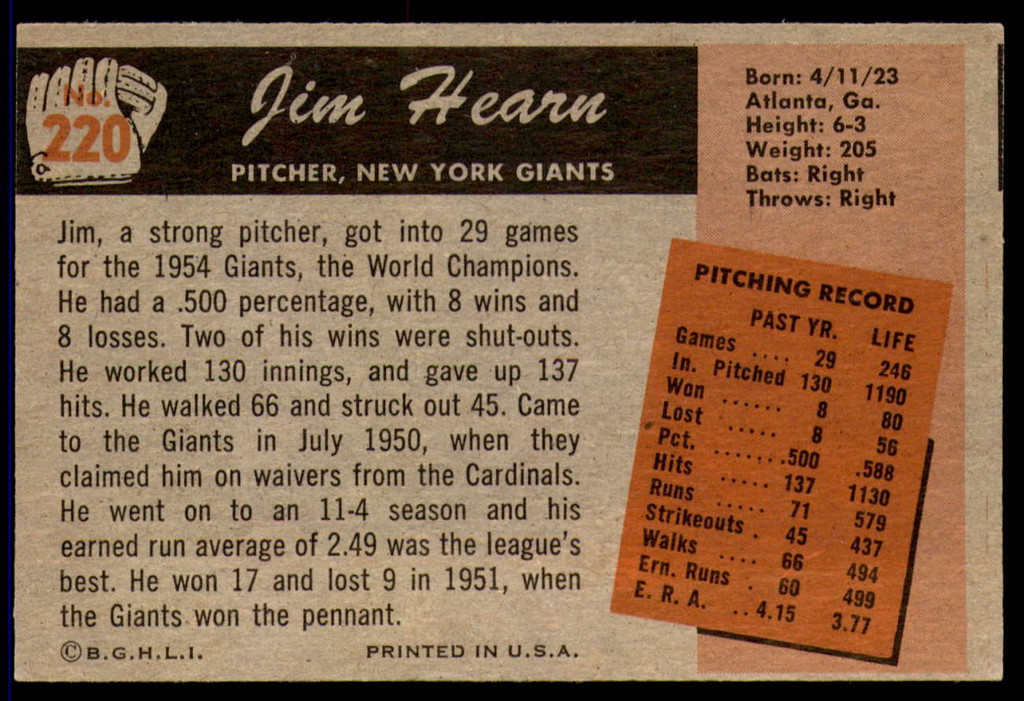 No.
220
Jim Hearn
PITCHER, NEW YORK GIANTS
Born: 4/11/23
Atlanta, Ga.
Height: 6-3
Weight: 205
Bats: Right
Throws: Right
Jim, a strong pitcher, got into 29 games
for the 1954 Giants, the World Champions.
He had a .500 percentage, with 8 wins and
8 losses. Two of his wins were shut-outs.
He worked 130 innings, and gave up 137
hits. He walked 66 and struck out 45. Came
to the Giants in July 1950, when they
claimed him on waivers from the Cardinals.
He went on to an 11-4 season and his
earned run average of 2.49 was the league's
best. He won 17 and lost 9 in 1951, when
the Giants won the pennant.
©B.G.H.L.I. PRINTED IN U.S.A.
PITCHING RECORD
PAST YR. LIFE
Games .... 29 246
In. Pitched 130 1190
Won ...... 8 80
Lost ..... 8 56
Pct. .......500 .588
Hits ..... 137 1130
Runs ..... 71 579
Strikeouts . 45 437
Walks .... 66 494
Ern. Runs . 60 499
E. R. A. ..4.15 3.77